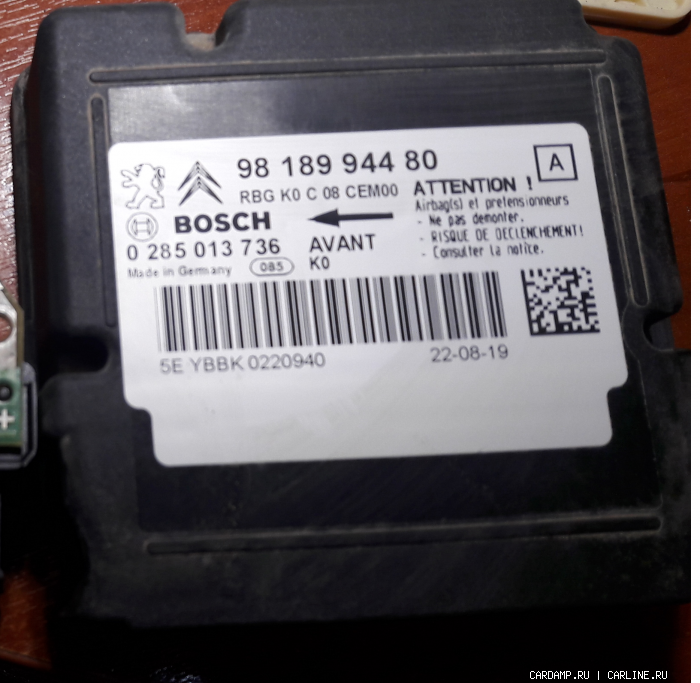 98 189 944 80
A
RBG K0 C 08 CEM00
ATTENTION !
Airbag(s) et pretensionneurs
- Ne pas demonter.
- RISQUE DE DECLENCHEMENT!
- Consulter la notice.
BOSCH
0 285 013 736
AVANT
Made in Germany
085
K0
5E YBBK 0220940
22-08-19
+
CARDAMP.RU | CARLINE.RU